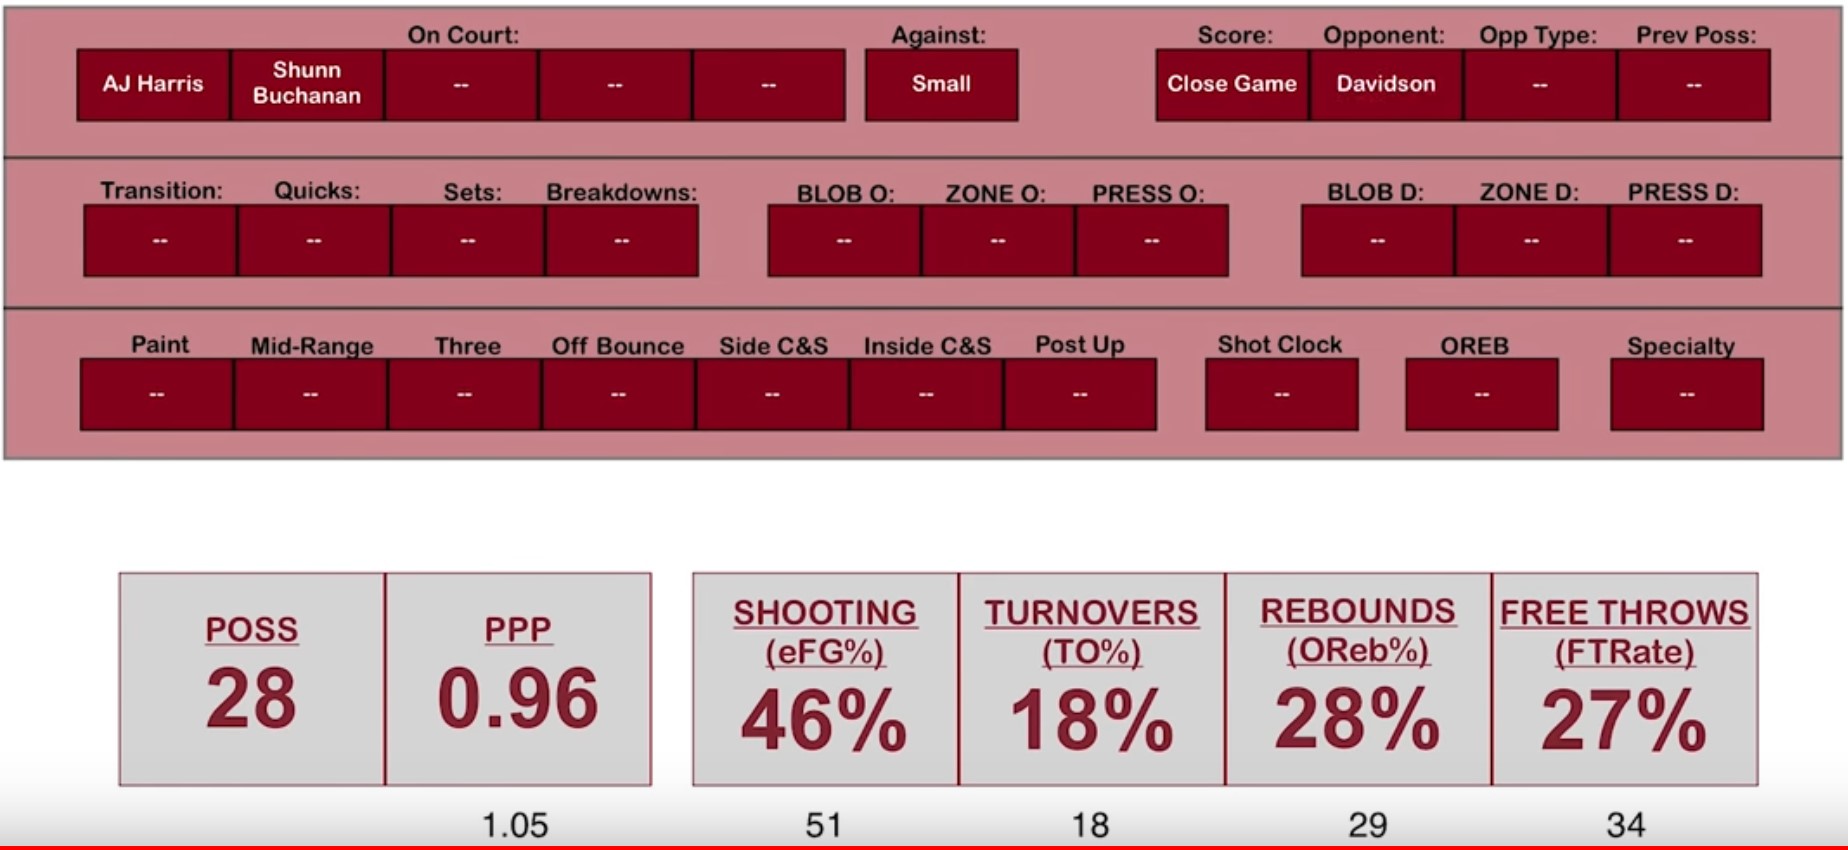 On Court: Against: Score: Opponent: Opp Type: Prev Poss:
AJ Harris Shunn Buchanan -- -- -- Small Close Game Davidson -- --
Transition: Quicks: Sets: Breakdowns: BLOB O: ZONE O: PRESS O: BLOB D: ZONE D: PRESS D:
-- -- -- -- -- -- -- -- -- --
Paint Mid-Range Three Off Bounce Side C&S Inside C&S Post Up Shot Clock OREB Specialty
-- -- -- -- -- -- -- -- -- --
POSS PPP SHOOTING TURNOVERS REBOUNDS FREE THROWS
(eFG%) (TO%) (OReb%) (FTRate)
28 0.96 46% 18% 28% 27%
1.05 51 18 29 34